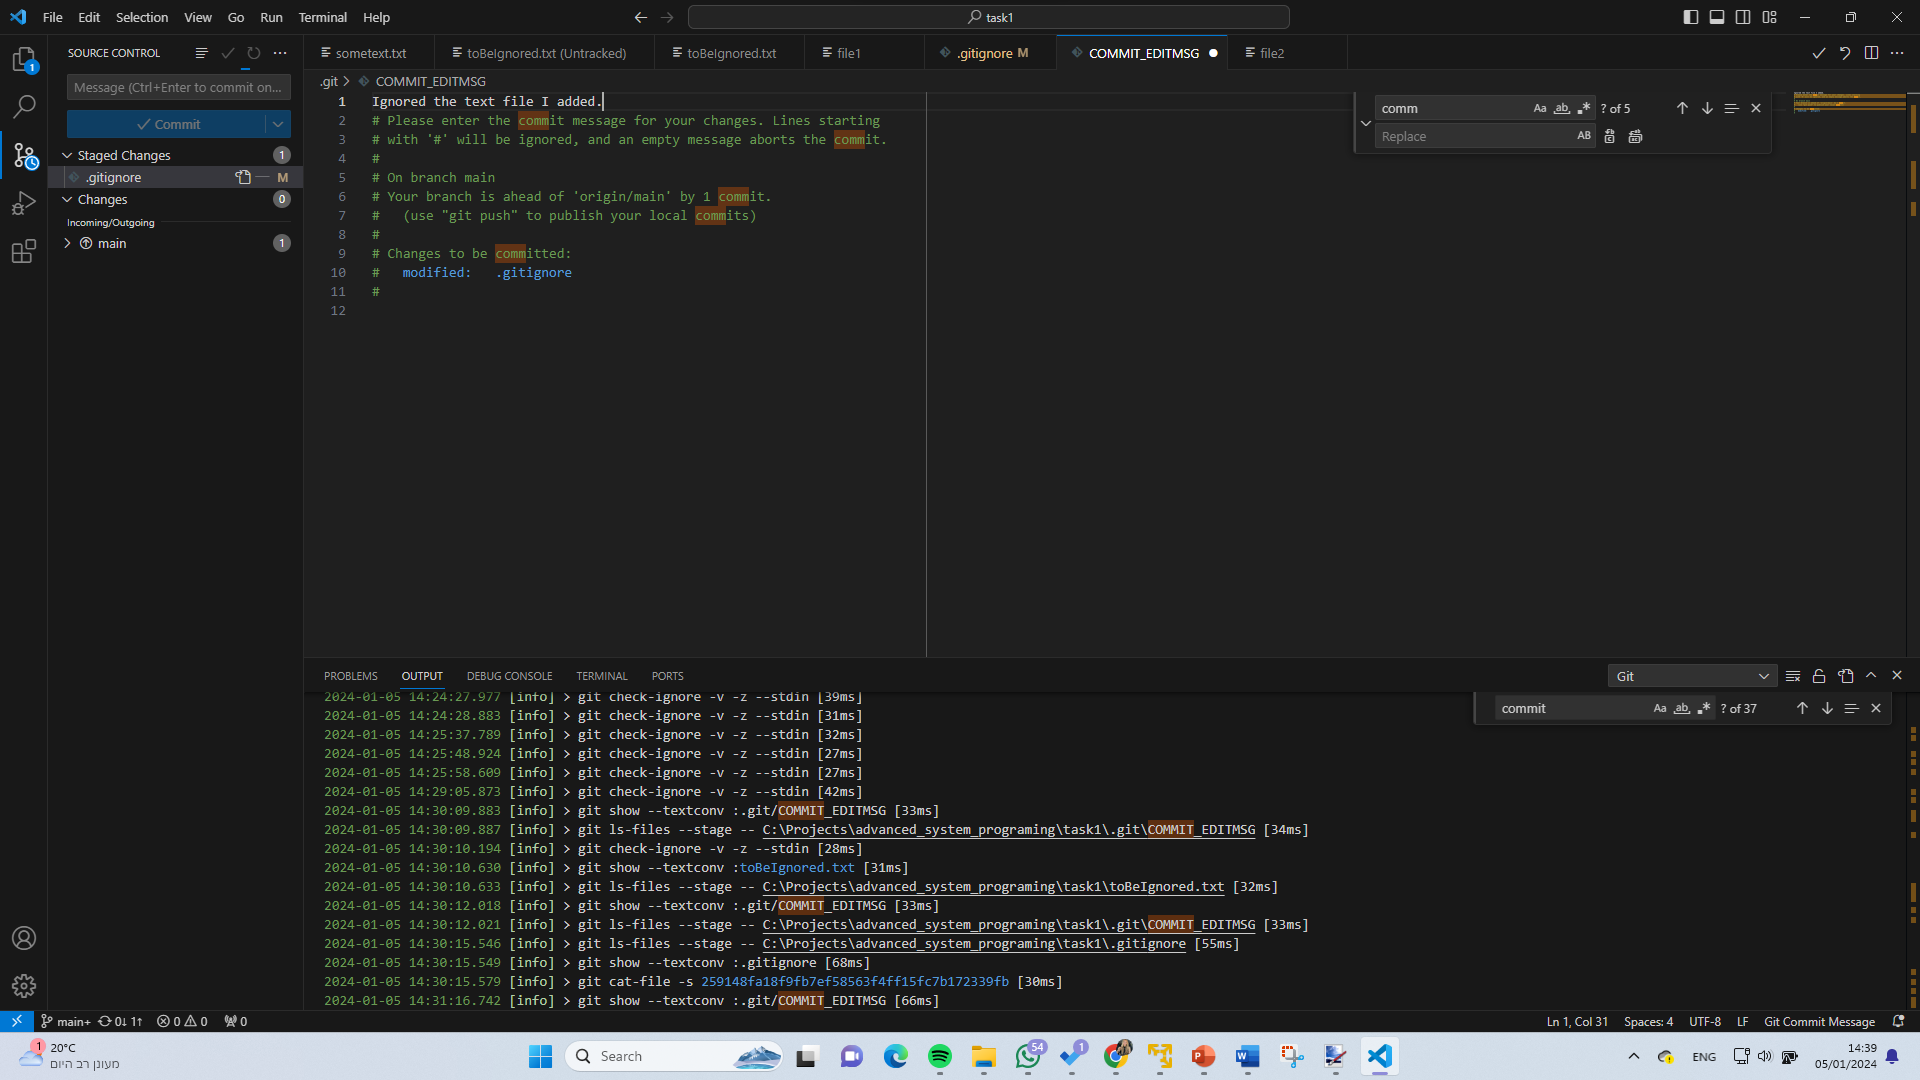 File Edit Selection View Go Run Terminal Help
task1
SOURCE CONTROL
sometext.txt
toBeIgnored.txt (Untracked)
toBeIgnored.txt
file1
.gitignore M
COMMIT_EDITMSG
file2
1
Message (Ctrl+Enter to commit on...
Commit
Staged Changes 1
.gitignore M
Changes 0
Incoming/Outgoing
main 1
.git > COMMIT_EDITMSG
1 Ignored the text file I added.
2 # Please enter the commit message for your changes. Lines starting
3 # with '#' will be ignored, and an empty message aborts the commit.
4 #
5 # On branch main
6 # Your branch is ahead of 'origin/main' by 1 commit.
7 #   (use "git push" to publish your local commits)
8 #
9 # Changes to be committed:
10 #   modified:   .gitignore
11 #
12
comm Aa ab ? of 5
Replace AB
PROBLEMS OUTPUT DEBUG CONSOLE TERMINAL PORTS
Git
commit Aa ab ? of 37
2024-01-05 14:24:27.977 [info] > git check-ignore -v -z --stdin [39ms]
2024-01-05 14:24:28.883 [info] > git check-ignore -v -z --stdin [31ms]
2024-01-05 14:25:37.789 [info] > git check-ignore -v -z --stdin [32ms]
2024-01-05 14:25:48.924 [info] > git check-ignore -v -z --stdin [27ms]
2024-01-05 14:25:58.609 [info] > git check-ignore -v -z --stdin [27ms]
2024-01-05 14:29:05.873 [info] > git check-ignore -v -z --stdin [42ms]
2024-01-05 14:30:09.883 [info] > git show --textconv :.git/COMMIT_EDITMSG [33ms]
2024-01-05 14:30:09.887 [info] > git ls-files --stage -- C:\Projects\advanced_system_programing\task1\.git\COMMIT_EDITMSG [34ms]
2024-01-05 14:30:10.194 [info] > git check-ignore -v -z --stdin [28ms]
2024-01-05 14:30:10.630 [info] > git show --textconv :toBeIgnored.txt [31ms]
2024-01-05 14:30:10.633 [info] > git ls-files --stage -- C:\Projects\advanced_system_programing\task1\toBeIgnored.txt [32ms]
2024-01-05 14:30:12.018 [info] > git show --textconv :.git/COMMIT_EDITMSG [33ms]
2024-01-05 14:30:12.021 [info] > git ls-files --stage -- C:\Projects\advanced_system_programing\task1\.git\COMMIT_EDITMSG [33ms]
2024-01-05 14:30:15.546 [info] > git ls-files --stage -- C:\Projects\advanced_system_programing\task1\.gitignore [55ms]
2024-01-05 14:30:15.549 [info] > git show --textconv :.gitignore [68ms]
2024-01-05 14:30:15.579 [info] > git cat-file -s 259148fa18f9fb7ef58563f4ff15fc7b172339fb [30ms]
2024-01-05 14:31:16.742 [info] > git show --textconv :.git/COMMIT_EDITMSG [66ms]
main+ 0↓ 1↑ 0 0 0
Ln 1, Col 31 Spaces: 4 UTF-8 LF Git Commit Message
1
20°C
מעונן רב היום
Search
54
1
ENG
14:39
05/01/2024